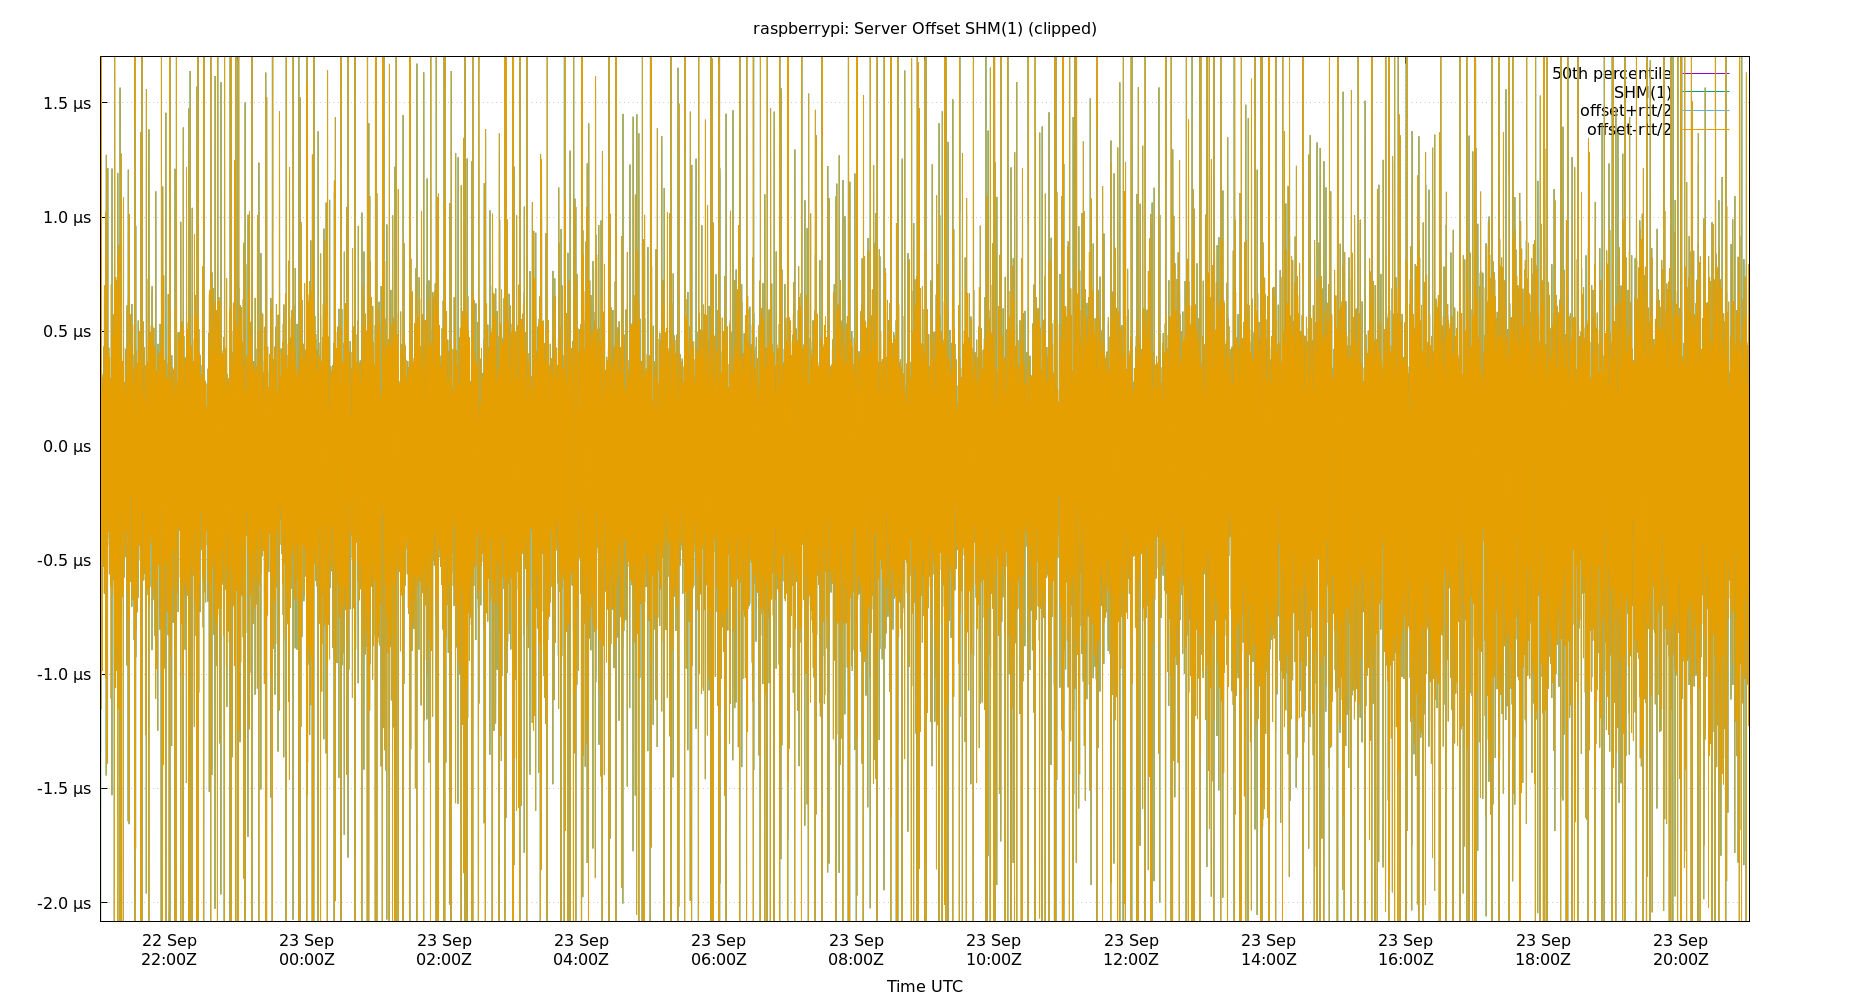 raspberrypi: Server Offset SHM(1) (clipped)
50th percentile
SHM(1)
offset+rtt/2
offset-rtt/2
1.5 µs
1.0 µs
0.5 µs
0.0 µs
-0.5 µs
-1.0 µs
-1.5 µs
-2.0 µs
22 Sep 23 Sep 23 Sep 23 Sep 23 Sep 23 Sep 23 Sep 23 Sep 23 Sep 23 Sep 23 Sep 23 Sep
22:00Z 00:00Z 02:00Z 04:00Z 06:00Z 08:00Z 10:00Z 12:00Z 14:00Z 16:00Z 18:00Z 20:00Z
Time UTC